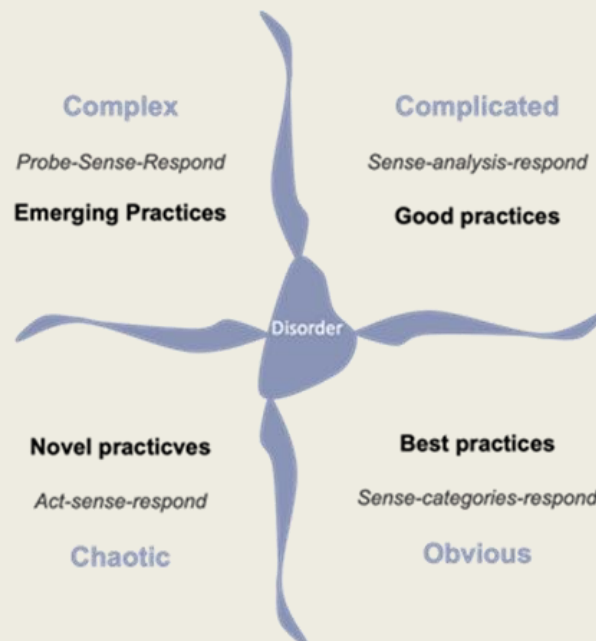 Complex
Probe-Sense-Respond
Emerging Practices
Complicated
Sense-analysis-respond
Good practices
Disorder
Novel practicves
Act-sense-respond
Chaotic
Best practices
Sense-categories-respond
Obvious